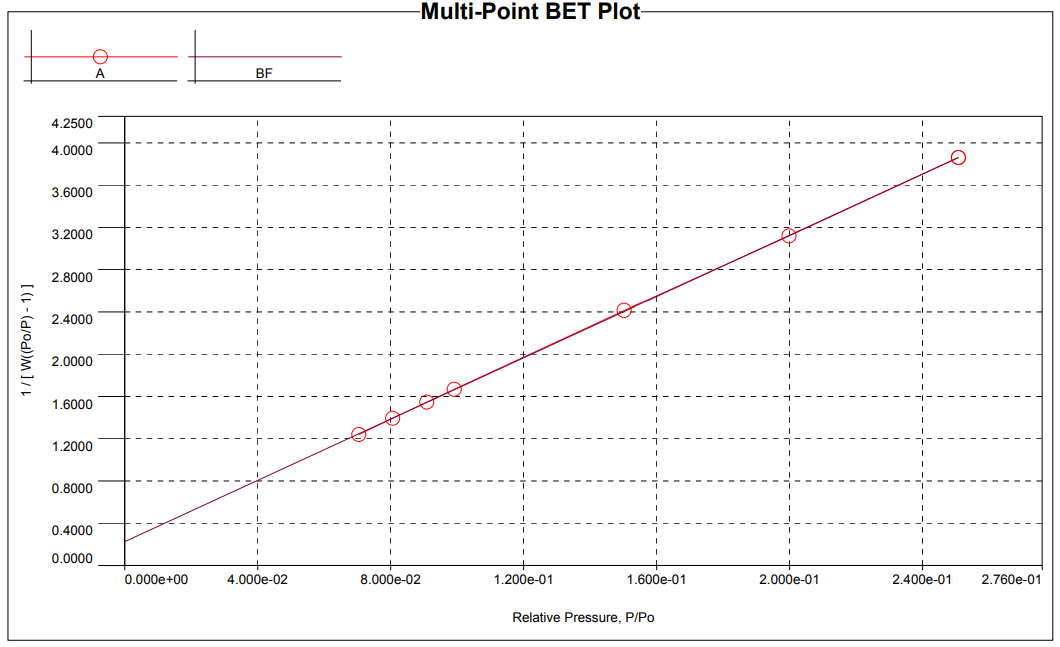 Multi-Point BET Plot
A BF
4.2500
4.0000
3.6000
3.2000
2.8000
2.4000
2.0000
1.6000
1.2000
0.8000
0.4000
0.0000
1 / [ W((Po/P) - 1) ]
0.000e+00 4.000e-02 8.000e-02 1.200e-01 1.600e-01 2.000e-01 2.400e-01 2.760e-01
Relative Pressure, P/Po